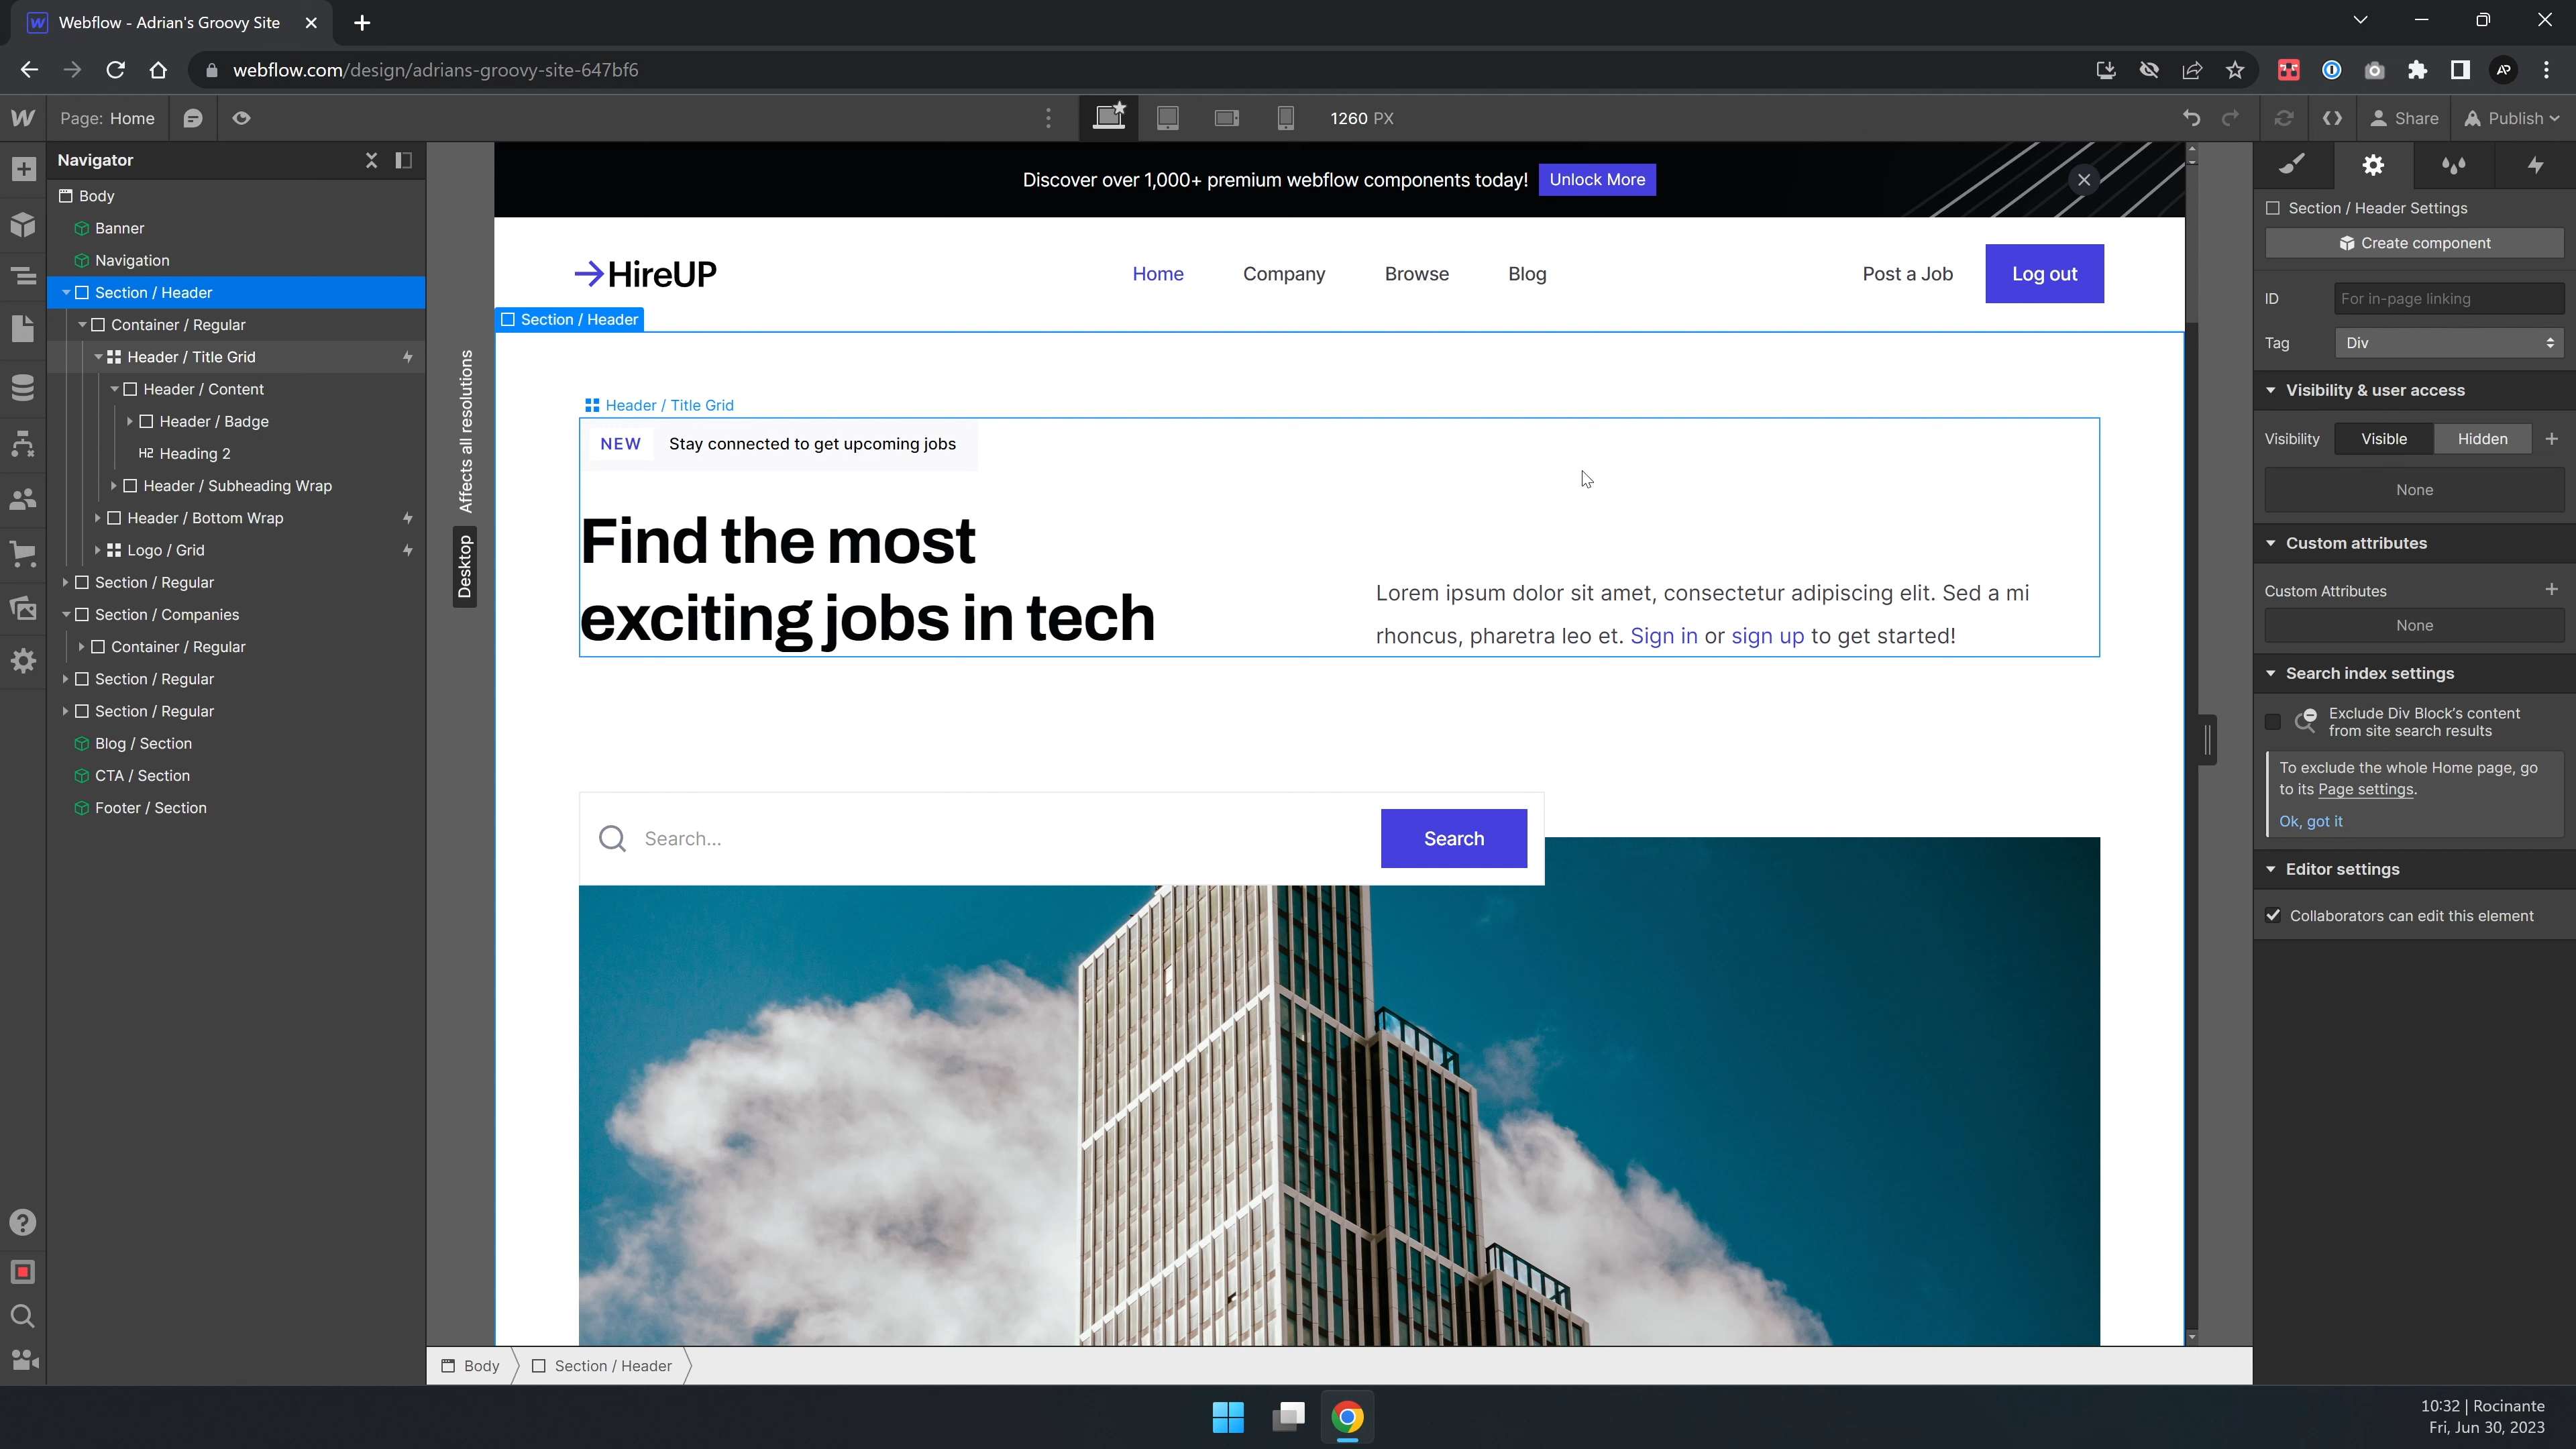 Webflow - Adrian's Groovy Site
webflow.com/design/adrians-groovy-site-647bf6
Page: Home
1260 PX
Share
Publish
Navigator
Body
Banner
Navigation
Section / Header
Container / Regular
Header / Title Grid
Header / Content
Header / Badge
H2 Heading 2
Header / Subheading Wrap
Header / Bottom Wrap
Logo / Grid
Section / Regular
Section / Companies
Container / Regular
Section / Regular
Section / Regular
Blog / Section
CTA / Section
Footer / Section
Affects all resolutions
Desktop
Discover over 1,000+ premium webflow components today!
Unlock More
HireUP
Home
Company
Browse
Blog
Post a Job
Log out
Section / Header
Header / Title Grid
NEW
Stay connected to get upcoming jobs
Find the most
exciting jobs in tech
Lorem ipsum dolor sit amet, consectetur adipiscing elit. Sed a mi
rhoncus, pharetra leo et. Sign in or sign up to get started!
Search...
Search
Body
Section / Header
Section / Header Settings
Create component
ID
For in-page linking
Tag
Div
Visibility & user access
Visibility
Visible
Hidden
None
Custom attributes
Custom Attributes
None
Search index settings
Exclude Div Block's content
from site search results
To exclude the whole Home page, go
to its Page settings.
Ok, got it
Editor settings
Collaborators can edit this element
10:32 | Rocinante
Fri, Jun 30, 2023